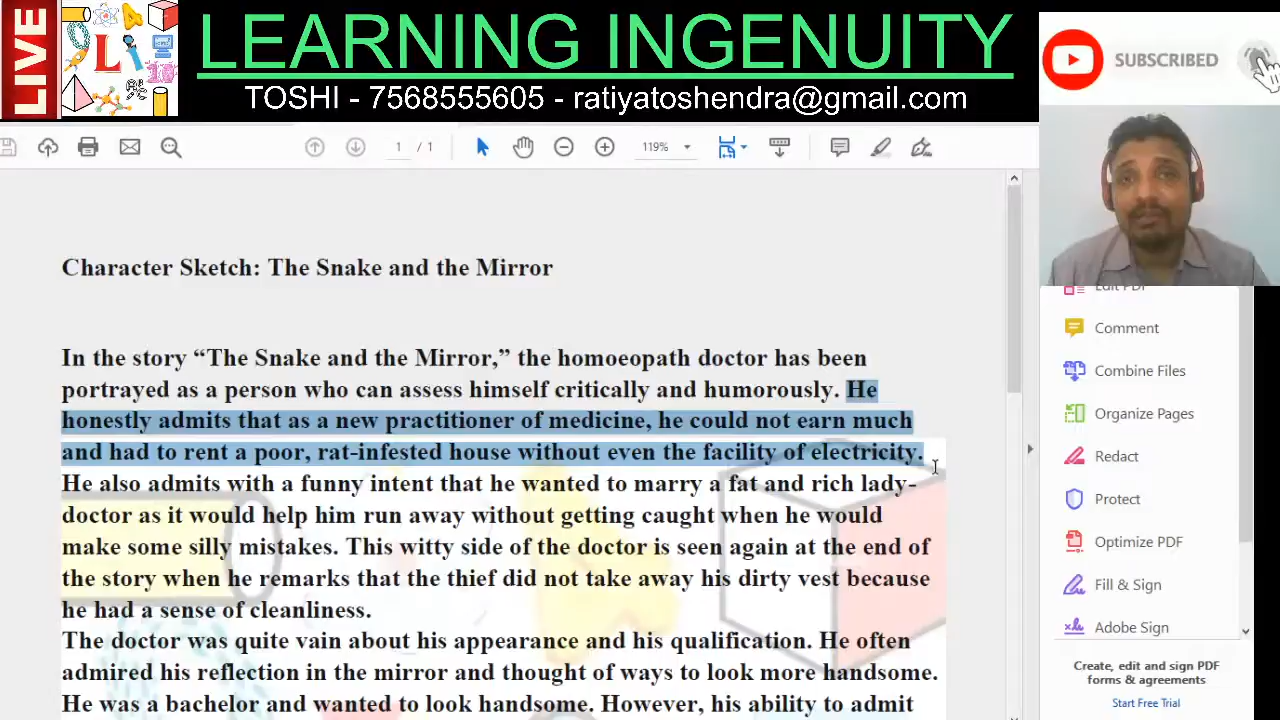 LIVE
LEARNING INGENUITY
TOSHI - 7568555605 - ratiyatoshendra@gmail.com
SUBSCRIBED
1 / 1
119%
Character Sketch: The Snake and the Mirror
In the story “The Snake and the Mirror,” the homoeopath doctor has been
portrayed as a person who can assess himself critically and humorously. He
honestly admits that as a new practitioner of medicine, he could not earn much
and had to rent a poor, rat-infested house without even the facility of electricity.
He also admits with a funny intent that he wanted to marry a fat and rich lady-
doctor as it would help him run away without getting caught when he would
make some silly mistakes. This witty side of the doctor is seen again at the end of
the story when he remarks that the thief did not take away his dirty vest because
he had a sense of cleanliness.
The doctor was quite vain about his appearance and his qualification. He often
admired his reflection in the mirror and thought of ways to look more handsome.
He was a bachelor and wanted to look handsome. However, his ability to admit
Edit PDF
Comment
Combine Files
Organize Pages
Redact
Protect
Optimize PDF
Fill & Sign
Adobe Sign
Create, edit and sign PDF
forms & agreements
Start Free Trial